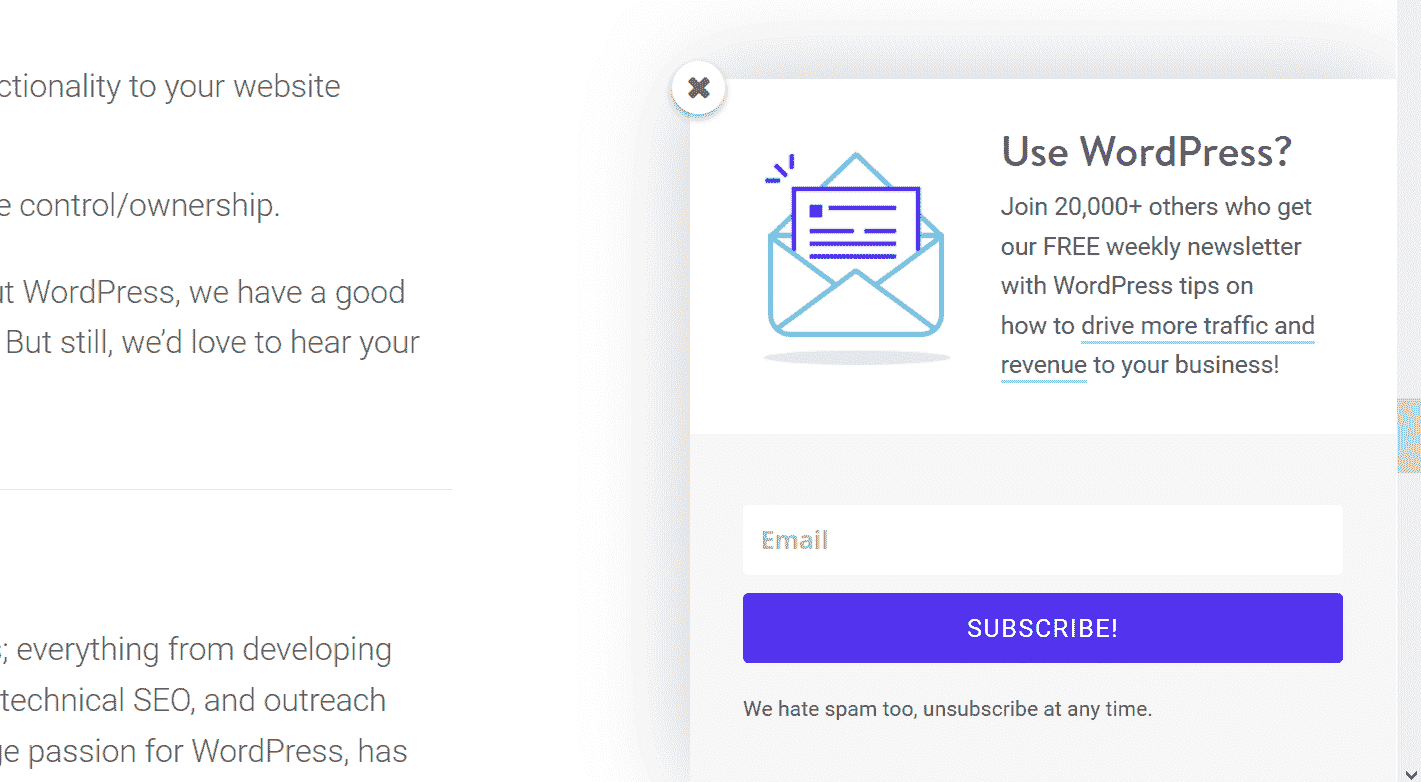 ctionality to your website
control/ownership.
WordPress, we have a good
But still, we’d love to hear your
everything from developing
technical SEO, and outreach
passion for WordPress, has
Use WordPress?
Join 20,000+ others who get
our FREE weekly newsletter
with WordPress tips on
how to drive more traffic and
revenue to your business!
Email
SUBSCRIBE!
We hate spam too, unsubscribe at any time.